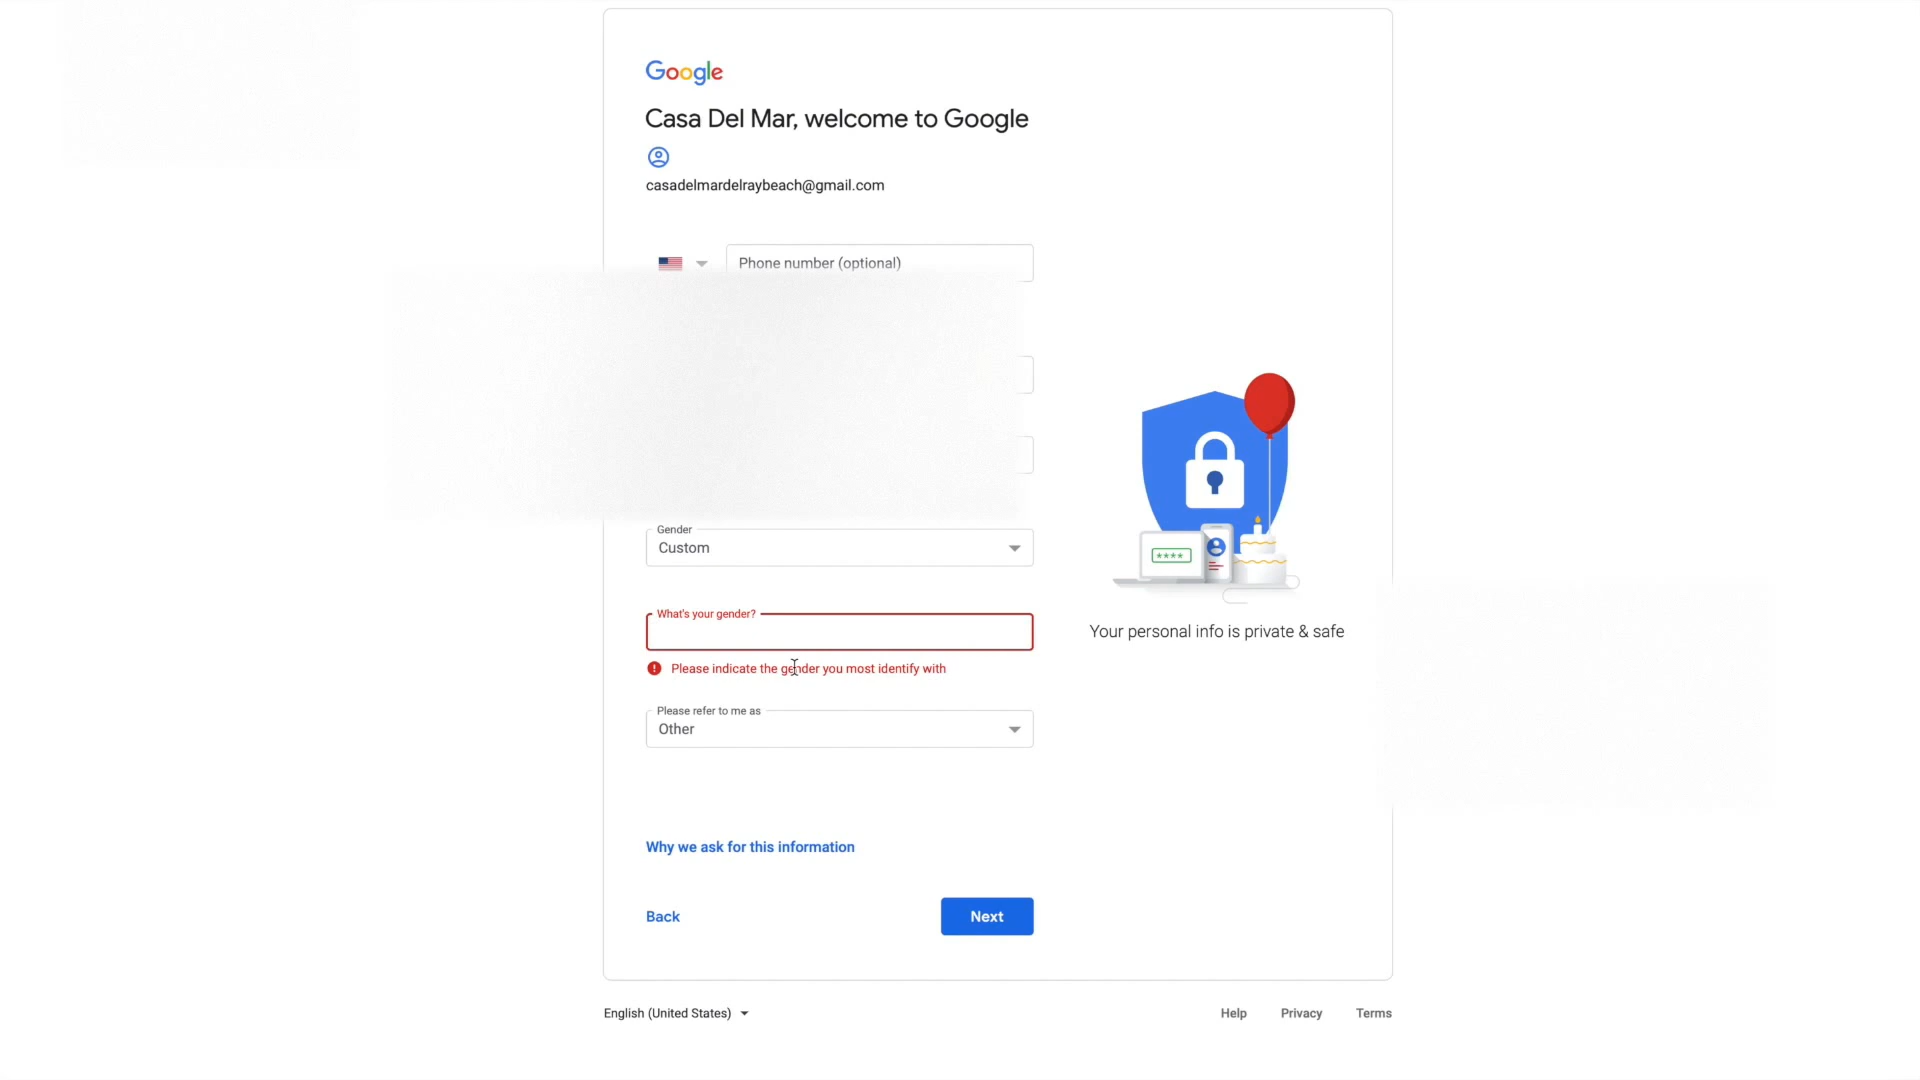 Google
Casa Del Mar, welcome to Google
casadelmardelraybeach@gmail.com
Phone number (optional)
Gender
Custom
What's your gender?
Please indicate the gender you most identify with
****
Your personal info is private & safe
Please refer to me as
Other
Why we ask for this information
Back
Next
English (United States)
Help Privacy Terms